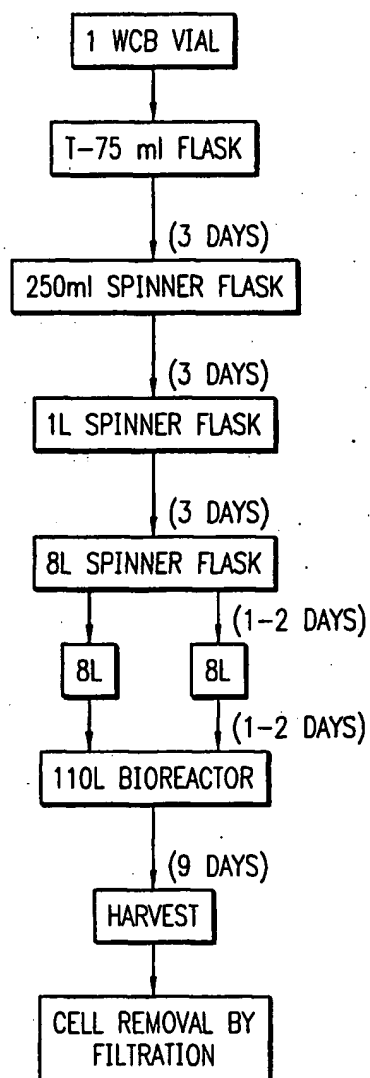 1 WCB VIAL
T-75 ml FLASK
(3 DAYS)
250ml SPINNER FLASK
(3 DAYS)
1L SPINNER FLASK
(3 DAYS)
8L SPINNER FLASK
(1-2 DAYS)
8L 8L
(1-2 DAYS)
110L BIOREACTOR
(9 DAYS)
HARVEST
CELL REMOVAL BY
FILTRATION